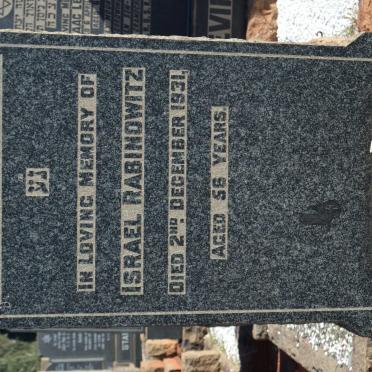 פ״נ
IN LOVING MEMORY OF
ISRAEL RABINOWITZ
DIED 2ND DECEMBER 1931
AGED 56 YEARS